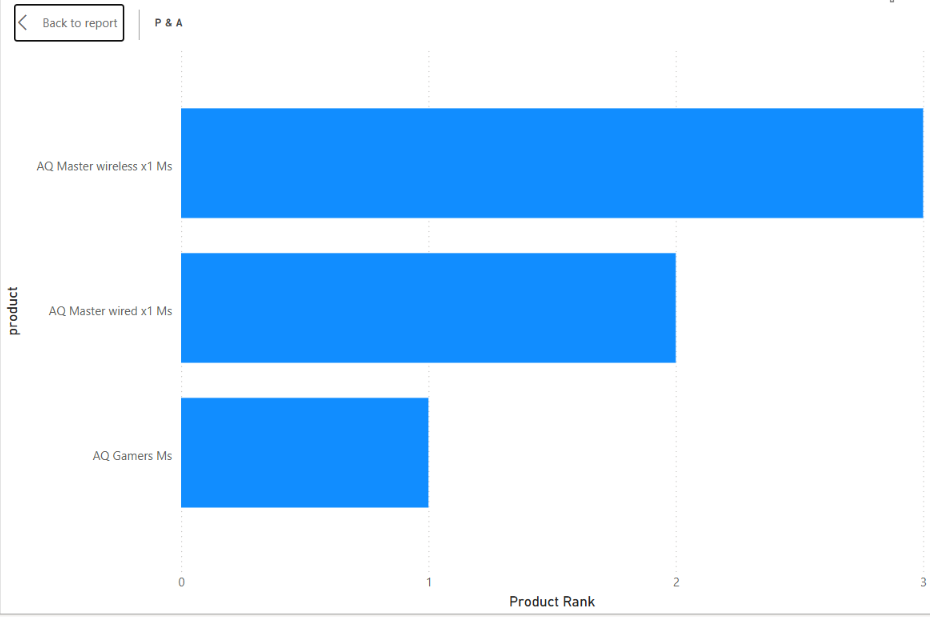 Back to report
P & A
AQ Master wireless x1 Ms
AQ Master wired x1 Ms
AQ Gamers Ms
product
0 1 2 3
Product Rank